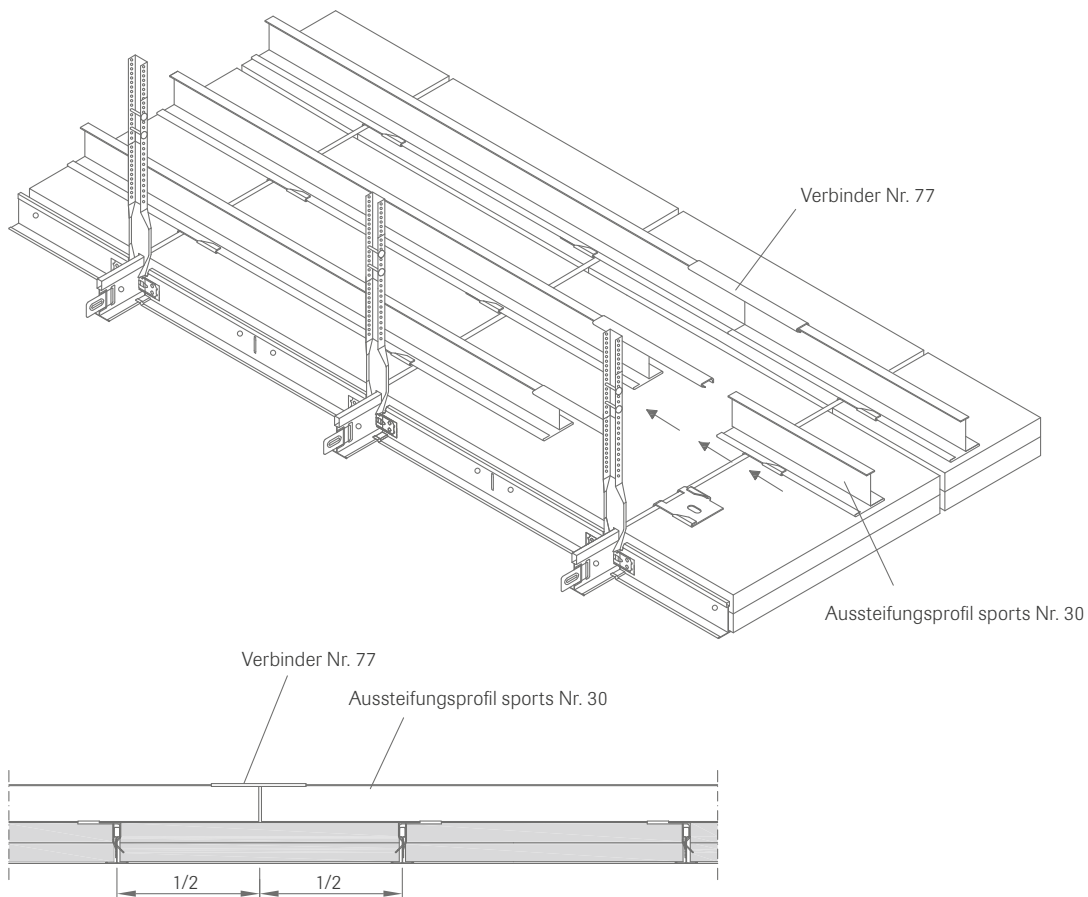 Verbinder Nr. 77
Aussteifungsprofil sports Nr. 30
Verbinder Nr. 77
Aussteifungsprofil sports Nr. 30
1/2 1/2